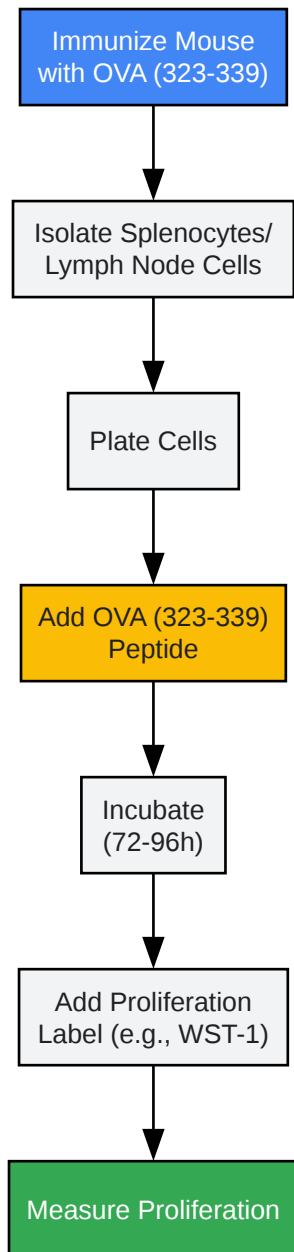 Immunize Mouse
with OVA (323-339)
Isolate Splenocytes/
Lymph Node Cells
Plate Cells
Add OVA (323-339)
Peptide
Incubate
(72-96h)
Add Proliferation
Label (e.g., WST-1)
Measure Proliferation